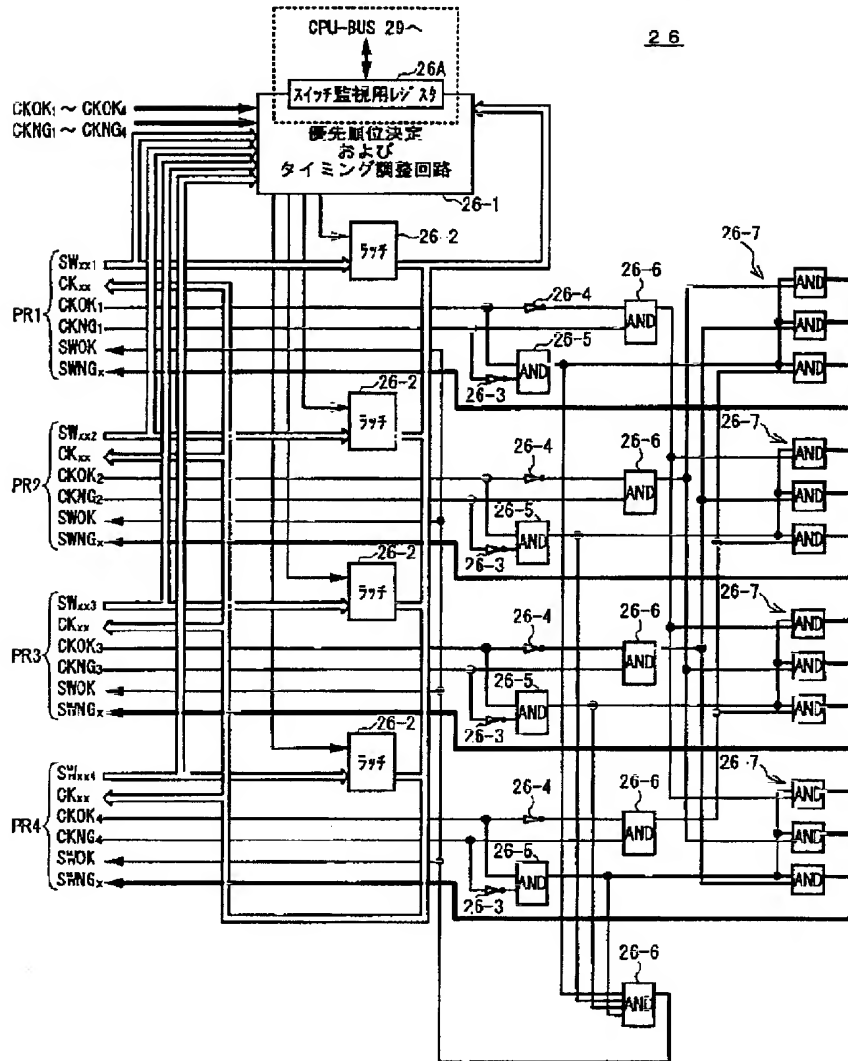 26
CPU-BUS 29へ
26A
スイッチ監視用レジスタ
CKOK₁ ～ CKOK₄
CKNG₁ ～ CKNG₄
優先順位決定
および
タイミング調整回路
26-1
26-2
ラッチ
PR1
SWxx1
CKxx
CKOK₁
CKNG₁
SWOK
SWNGx
26-4
26-3
26-5
AND
26-6
AND
26-7
AND
AND
AND
26-2
ラッチ
PR2
SWxx2
CKxx
CKOK₂
CKNG₂
SWOK
SWNGx
26-4
26-3
26-5
AND
26-6
AND
26-7
AND
AND
AND
26-2
ラッチ
PR3
SWxx3
CKxx
CKOK₃
CKNG₃
SWOK
SWNGx
26-4
26-3
26-5
AND
26-6
AND
26-7
AND
AND
AND
26-2
ラッチ
PR4
SWxx4
CKxx
CKOK₄
CKNG₄
SWOK
SWNGx
26-4
26-3
26-5
AND
26-6
AND
26-7
AND
AND
AND
26-6
AND